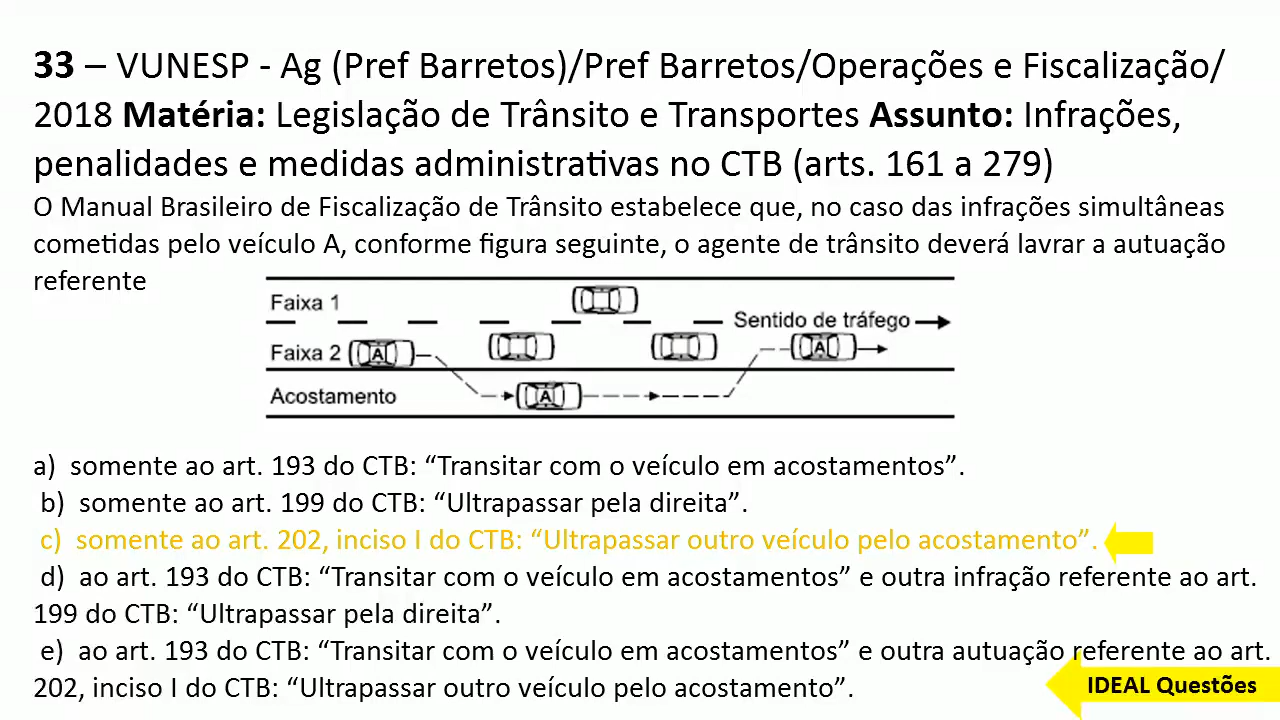 33 – VUNESP - Ag (Pref Barretos)/Pref Barretos/Operações e Fiscalização/
2018 Matéria: Legislação de Trânsito e Transportes Assunto: Infrações,
penalidades e medidas administrativas no CTB (arts. 161 a 279)
O Manual Brasileiro de Fiscalização de Trânsito estabelece que, no caso das infrações simultâneas
cometidas pelo veículo A, conforme figura seguinte, o agente de trânsito deverá lavrar a autuação
referente
Faixa 1
Sentido de tráfego
Faixa 2 A A
Acostamento A
a) somente ao art. 193 do CTB: “Transitar com o veículo em acostamentos”.
b) somente ao art. 199 do CTB: “Ultrapassar pela direita”.
c) somente ao art. 202, inciso I do CTB: “Ultrapassar outro veículo pelo acostamento”.
d) ao art. 193 do CTB: “Transitar com o veículo em acostamentos” e outra infração referente ao art.
199 do CTB: “Ultrapassar pela direita”.
e) ao art. 193 do CTB: “Transitar com o veículo em acostamentos” e outra autuação referente ao art.
202, inciso I do CTB: “Ultrapassar outro veículo pelo acostamento”.
IDEAL Questões